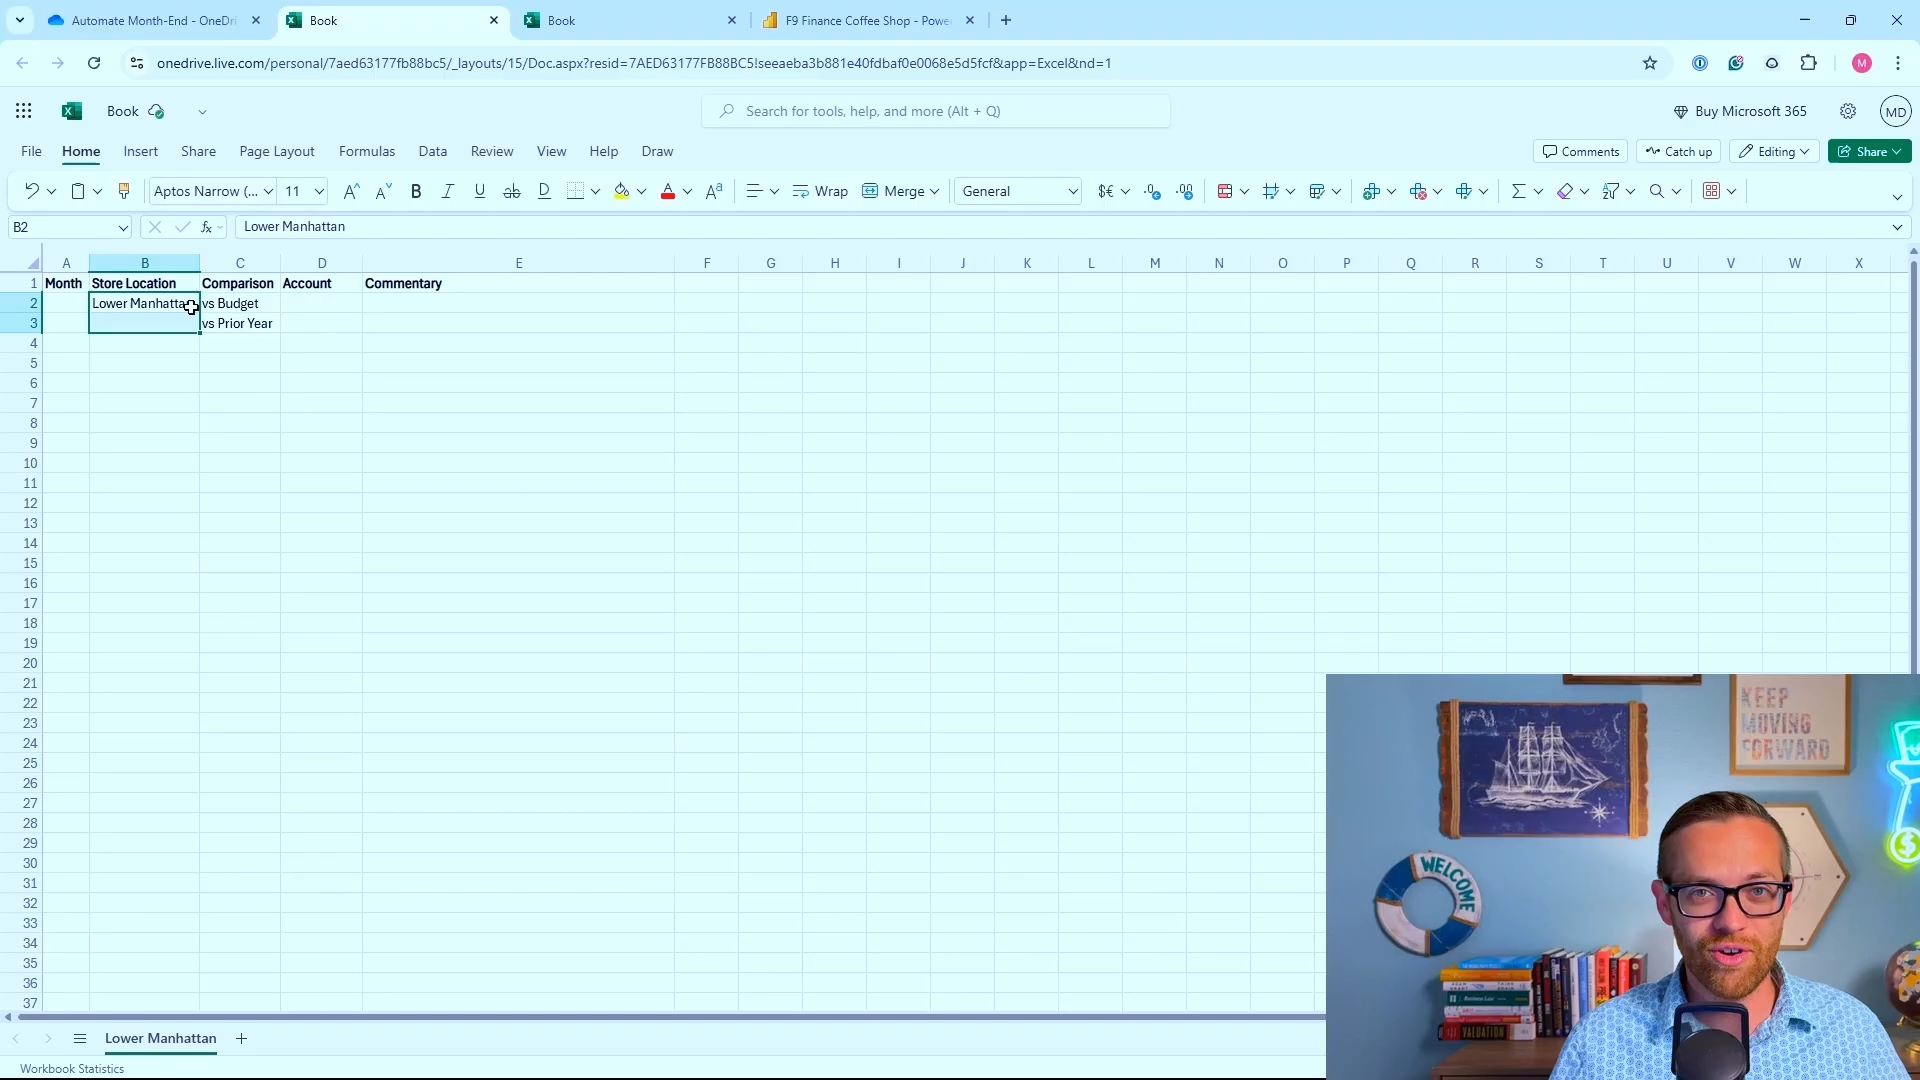 Automate Month-End - OneDri
Book
Book
F9 Finance Coffee Shop - Powe
onedrive.live.com/personal/7aed63177fb88bc5/_layouts/15/Doc.aspx?resid=7AED63177FB88BC5!seeaeba3b881e40fdbaf0e0068e5d5fcf&app=Excel&nd=1
M
Book
Search for tools, help, and more (Alt + Q)
Buy Microsoft 365
MD
File Home Insert Share Page Layout Formulas Data Review View Help Draw
Comments Catch up Editing Share
Aptos Narrow (... 11 B I U ab D A Wrap Merge General $€ .00
B2 fx Lower Manhattan
A B C D E F G H I J K L M N O P Q R S T U V W X
1 Month Store Location Comparison Account Commentary
2 Lower Manhatta vs Budget
3 vs Prior Year
4
5
6
7
8
9
10
11
12
13
14
15
16
17
18
19
20
21
22
23
24
25
26
27
28
29
30
31
32
33
34
35
36
37
KEEP
MOVING
FORWARD
WELCOME
$
VALUATION
Lower Manhattan
Workbook Statistics